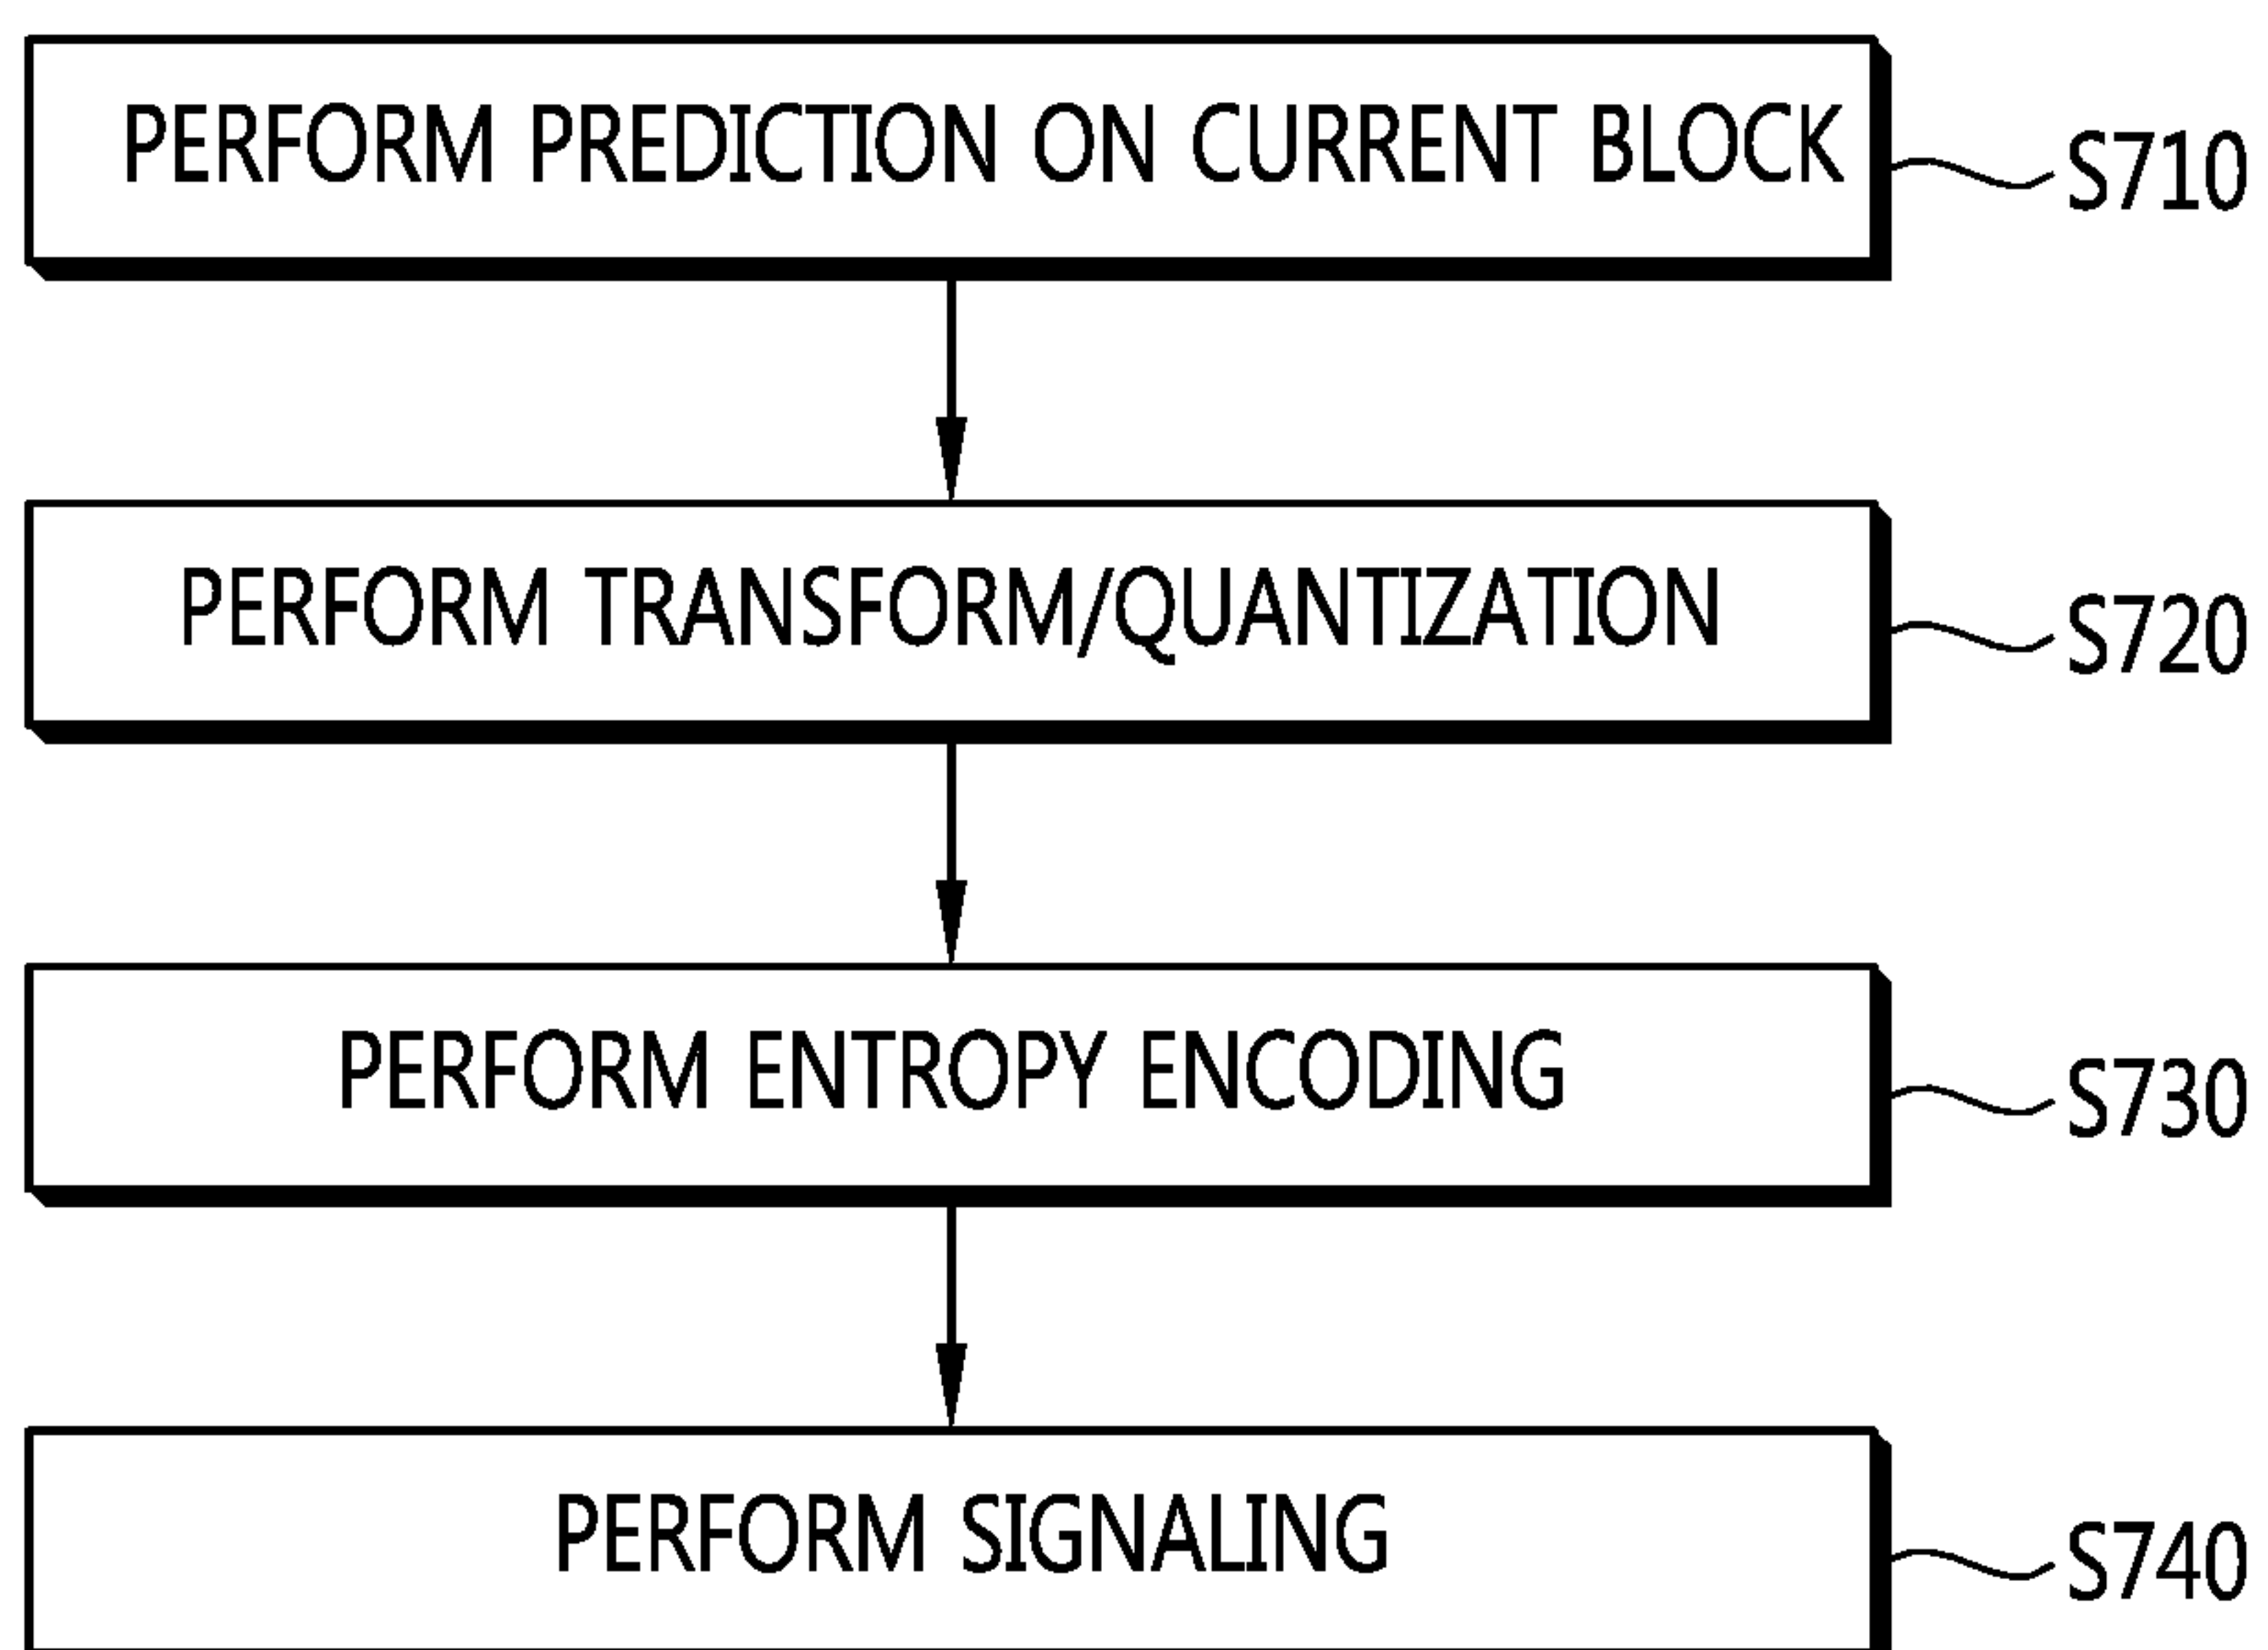 PERFORM PREDICTION ON CURRENT BLOCK
S710
PERFORM TRANSFORM/QUANTIZATION
S720
PERFORM ENTROPY ENCODING
S730
PERFORM SIGNALING
S740